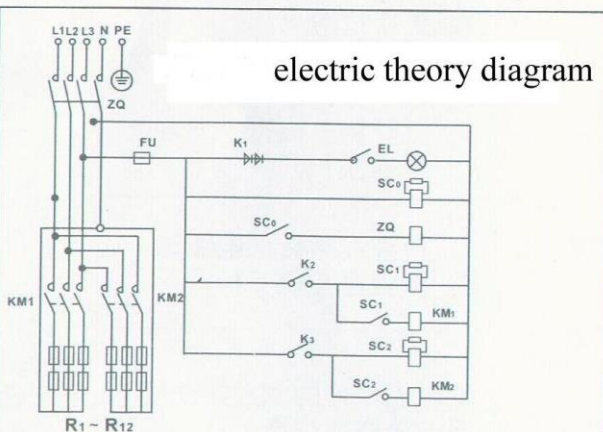 L1 L2 L3 N PE
electric theory diagram
ZQ
FU
K1
EL
SC0
SC0
ZQ
K2
SC1
KM1
KM2
SC1
KM1
K3
SC2
SC2
KM2
R1 ~ R12